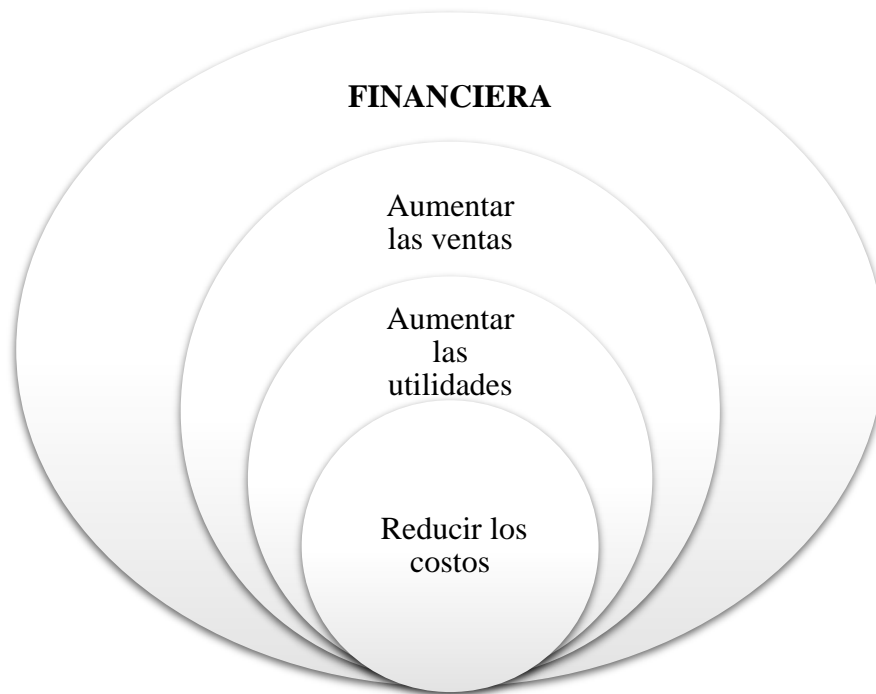 FINANCIERA
Aumentar
las ventas
Aumentar
las
utilidades
Reducir los
costos